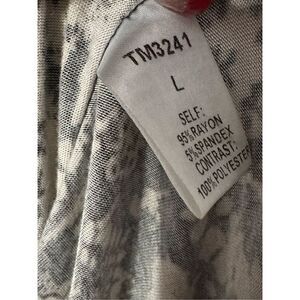 TM3241
L
SELF:
95%RAYON
5%SPANDEX
CONTRAST:
100%POLYESTER